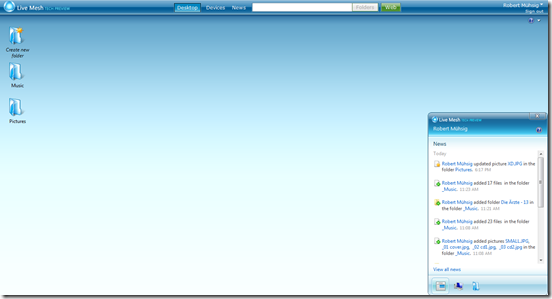 Live Mesh TECH PREVIEW
Desktop Devices News
Folders Web
Robert Mühsig
Sign out
Create new folder
Music
Pictures
Live Mesh TECH PREVIEW
Robert Mühsig
News
Today
Robert Mühsig updated picture XD.JPG in the
folder Pictures. 4:17 PM
Robert Mühsig added 17 files in the folder
_Music. 11:23 AM
Robert Mühsig added folder Die Ärzte - 13 in
the folder _Music. 11:21 AM
Robert Mühsig added 23 files in the folder
_Music. 11:06 AM
Robert Mühsig added pictures SMALL.JPG,
_01 cover.jpg, _02 cd1.jpg, _03 cd2.jpg in
the folder _Music. 11:00 AM
View all news